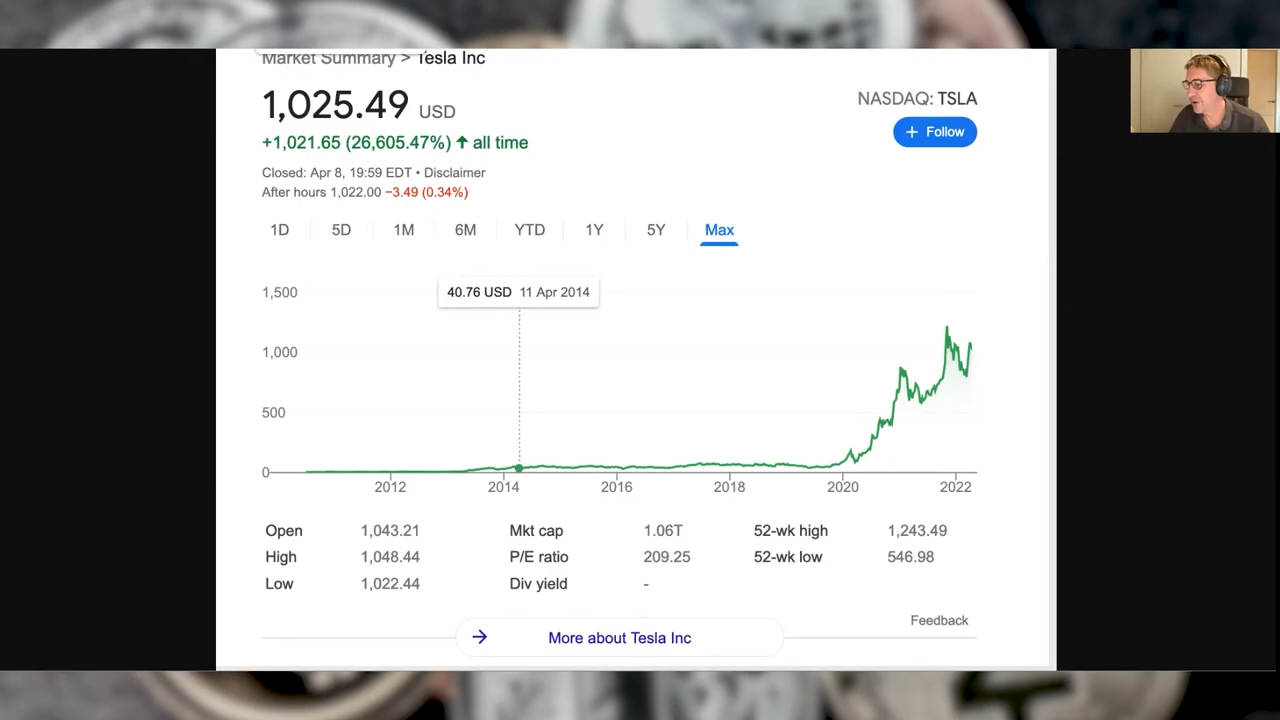 Market Summary > Tesla Inc
1,025.49 USD
NASDAQ: TSLA
+ Follow
+1,021.65 (26,605.47%) ↑ all time
Closed: Apr 8, 19:59 EDT • Disclaimer
After hours 1,022.00 −3.49 (0.34%)
1D 5D 1M 6M YTD 1Y 5Y Max
40.76 USD 11 Apr 2014
1,500
1,000
500
0
2012 2014 2016 2018 2020 2022
Open 1,043.21 Mkt cap 1.06T 52-wk high 1,243.49
High 1,048.44 P/E ratio 209.25 52-wk low 546.98
Low 1,022.44 Div yield -
Feedback
→ More about Tesla Inc